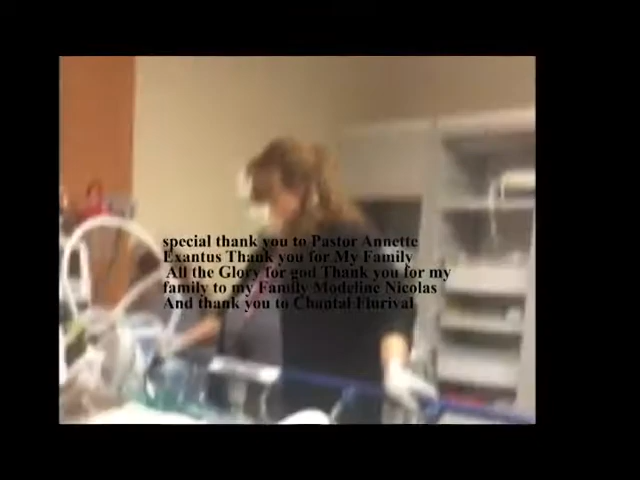 special thank you to Pastor Annette
Exantus Thank you for My Family
All the Glory for god Thank you for my
family to my Family Modeline Nicolas
And thank you to Chantal Flurival